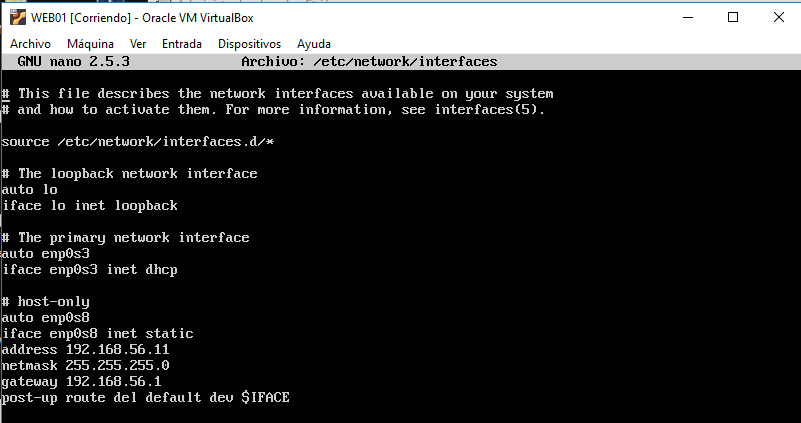 WEB01 [Corriendo] - Oracle VM VirtualBox
Archivo Máquina Ver Entrada Dispositivos Ayuda
GNU nano 2.5.3 Archivo: /etc/network/interfaces
# This file describes the network interfaces available on your system
# and how to activate them. For more information, see interfaces(5).
source /etc/network/interfaces.d/*
# The loopback network interface
auto lo
iface lo inet loopback
# The primary network interface
auto enp0s3
iface enp0s3 inet dhcp
# host-only
auto enp0s8
iface enp0s8 inet static
address 192.168.56.11
netmask 255.255.255.0
gateway 192.168.56.1
post-up route del default dev $IFACE